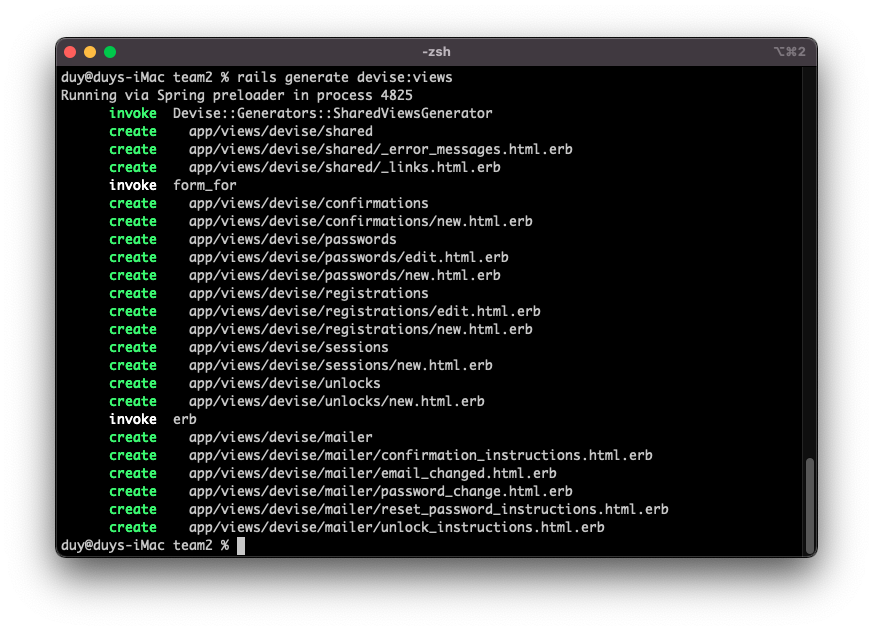 -zsh
⌥⌘2
duy@duys-iMac team2 % rails generate devise:views
Running via Spring preloader in process 4825
      invoke  Devise::Generators::SharedViewsGenerator
      create    app/views/devise/shared
      create    app/views/devise/shared/_error_messages.html.erb
      create    app/views/devise/shared/_links.html.erb
      invoke  form_for
      create    app/views/devise/confirmations
      create    app/views/devise/confirmations/new.html.erb
      create    app/views/devise/passwords
      create    app/views/devise/passwords/edit.html.erb
      create    app/views/devise/passwords/new.html.erb
      create    app/views/devise/registrations
      create    app/views/devise/registrations/edit.html.erb
      create    app/views/devise/registrations/new.html.erb
      create    app/views/devise/sessions
      create    app/views/devise/sessions/new.html.erb
      create    app/views/devise/unlocks
      create    app/views/devise/unlocks/new.html.erb
      invoke  erb
      create    app/views/devise/mailer
      create    app/views/devise/mailer/confirmation_instructions.html.erb
      create    app/views/devise/mailer/email_changed.html.erb
      create    app/views/devise/mailer/password_change.html.erb
      create    app/views/devise/mailer/reset_password_instructions.html.erb
      create    app/views/devise/mailer/unlock_instructions.html.erb
duy@duys-iMac team2 %